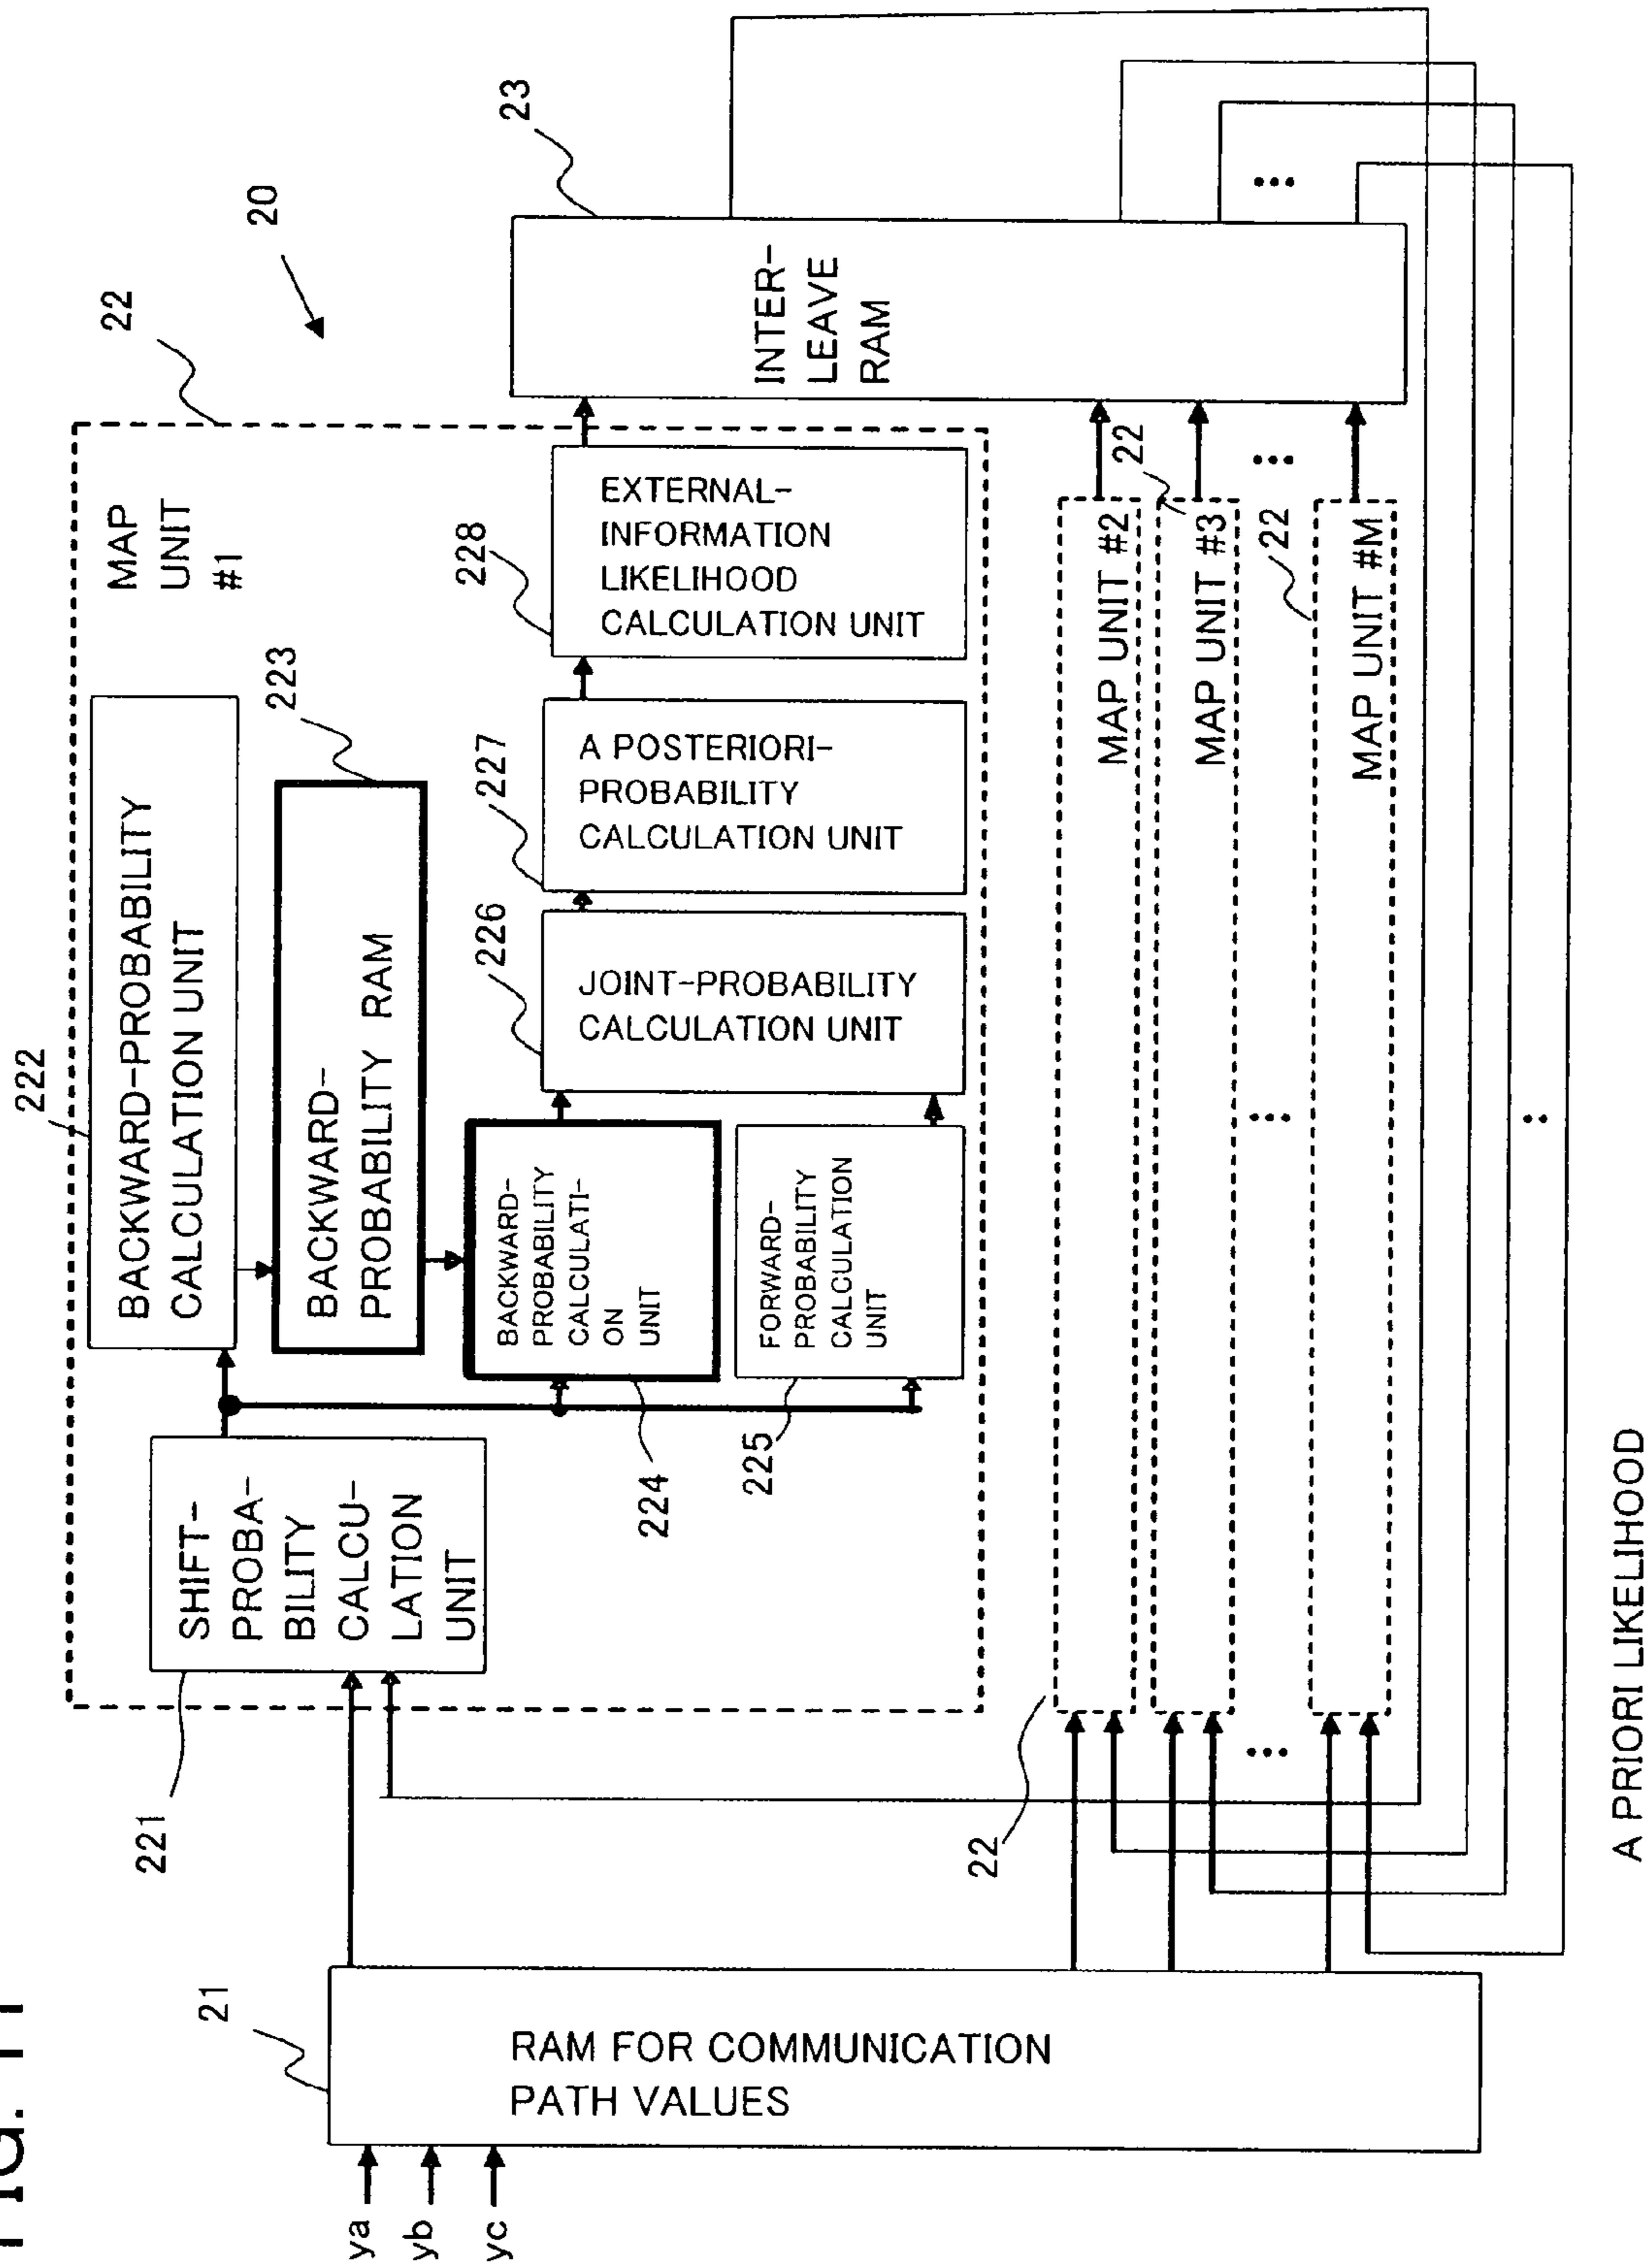 20
22
MAP
UNIT
#1
222
BACKWARD-PROBABILITY
CALCULATION UNIT
223
BACKWARD-
PROBABILITY RAM
221
SHIFT-
PROBA-
BILITY
CALCU-
LATION
UNIT
224
BACKWARD-
PROBABILITY
CALCULATI-
ON
UNIT
225
FORWARD-
PROBABILITY
CALCULATION
UNIT
226
JOINT-PROBABILITY
CALCULATION UNIT
227
A POSTERIORI-
PROBABILITY
CALCULATION UNIT
228
EXTERNAL-
INFORMATION
LIKELIHOOD
CALCULATION UNIT
23
INTER-
LEAVE
RAM
21
RAM FOR COMMUNICATION
PATH VALUES
ya
yb
yc
22
MAP UNIT #2
22
MAP UNIT #3
22
MAP UNIT #M
A PRIORI LIKELIHOOD